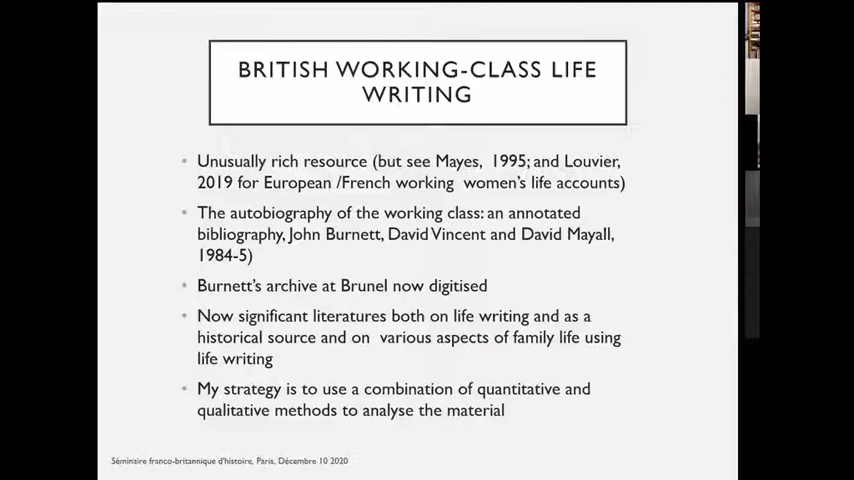 BRITISH WORKING-CLASS LIFE
WRITING
• Unusually rich resource (but see Mayes, 1995; and Louvier,
2019 for European /French working women's life accounts)
• The autobiography of the working class: an annotated
bibliography, John Burnett, David Vincent and David Mayall,
1984-5)
• Burnett's archive at Brunel now digitised
• Now significant literatures both on life writing and as a
historical source and on various aspects of family life using
life writing
• My strategy is to use a combination of quantitative and
qualitative methods to analyse the material
Séminaire franco-britannique d'histoire, Paris, Décembre 10 2020